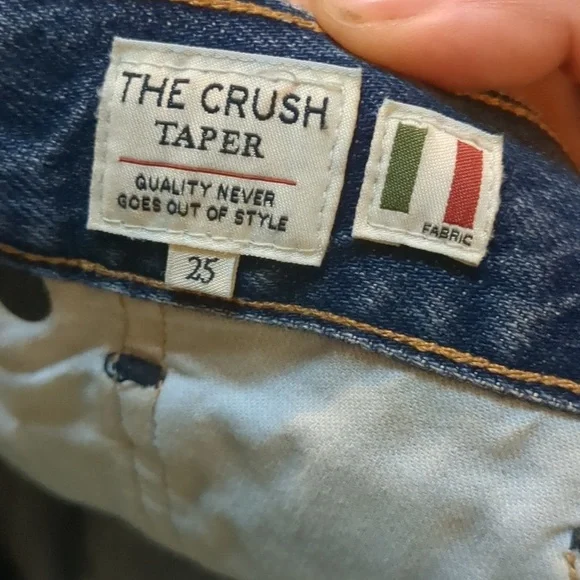 THE CRUSH
TAPER
QUALITY NEVER
GOES OUT OF STYLE
25
FABRIC